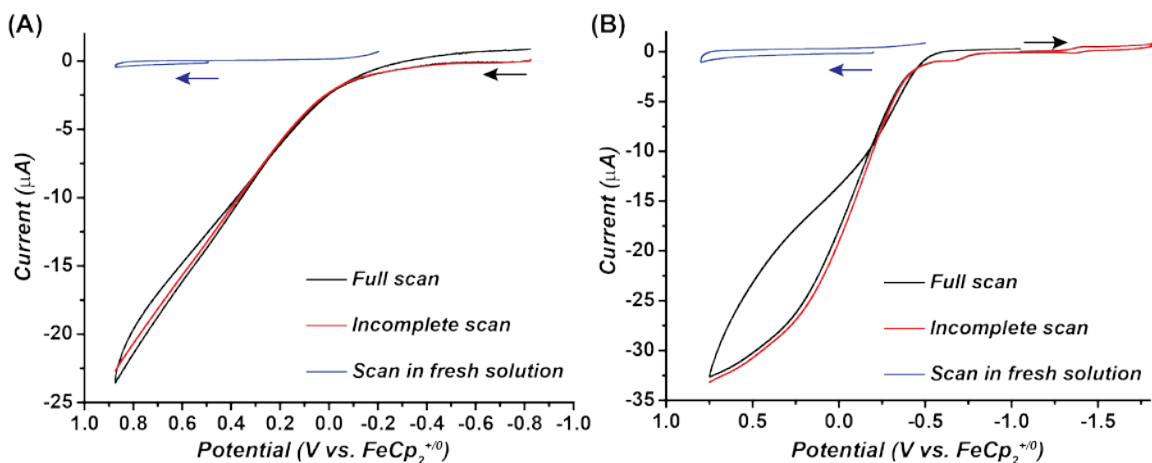 (A)
0
-5
-10
-15
-20
-25
Current (μA)
1.0 0.8 0.6 0.4 0.2 0.0 -0.2 -0.4 -0.6 -0.8 -1.0
Potential (V vs. FeCp₂⁺ᐟ⁰)
Full scan
Incomplete scan
Scan in fresh solution
(B)
0
-5
-10
-15
-20
-25
-30
-35
Current (μA)
1.0 0.5 0.0 -0.5 -1.0 -1.5
Potential (V vs. FeCp₂⁺ᐟ⁰)
Full scan
Incomplete scan
Scan in fresh solution